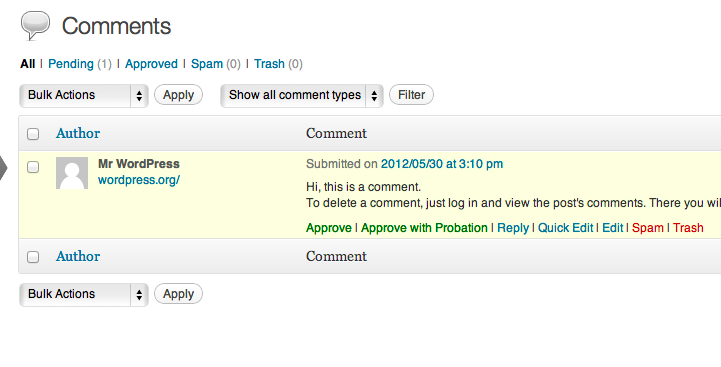 Comments
All | Pending (1) | Approved | Spam (0) | Trash (0)
Bulk Actions Apply Show all comment types Filter
Author Comment
Mr WordPress Submitted on 2012/05/30 at 3:10 pm
wordpress.org/
Hi, this is a comment.
To delete a comment, just log in and view the post's comments. There you wil
Approve | Approve with Probation | Reply | Quick Edit | Edit | Spam | Trash
Author Comment
Bulk Actions Apply